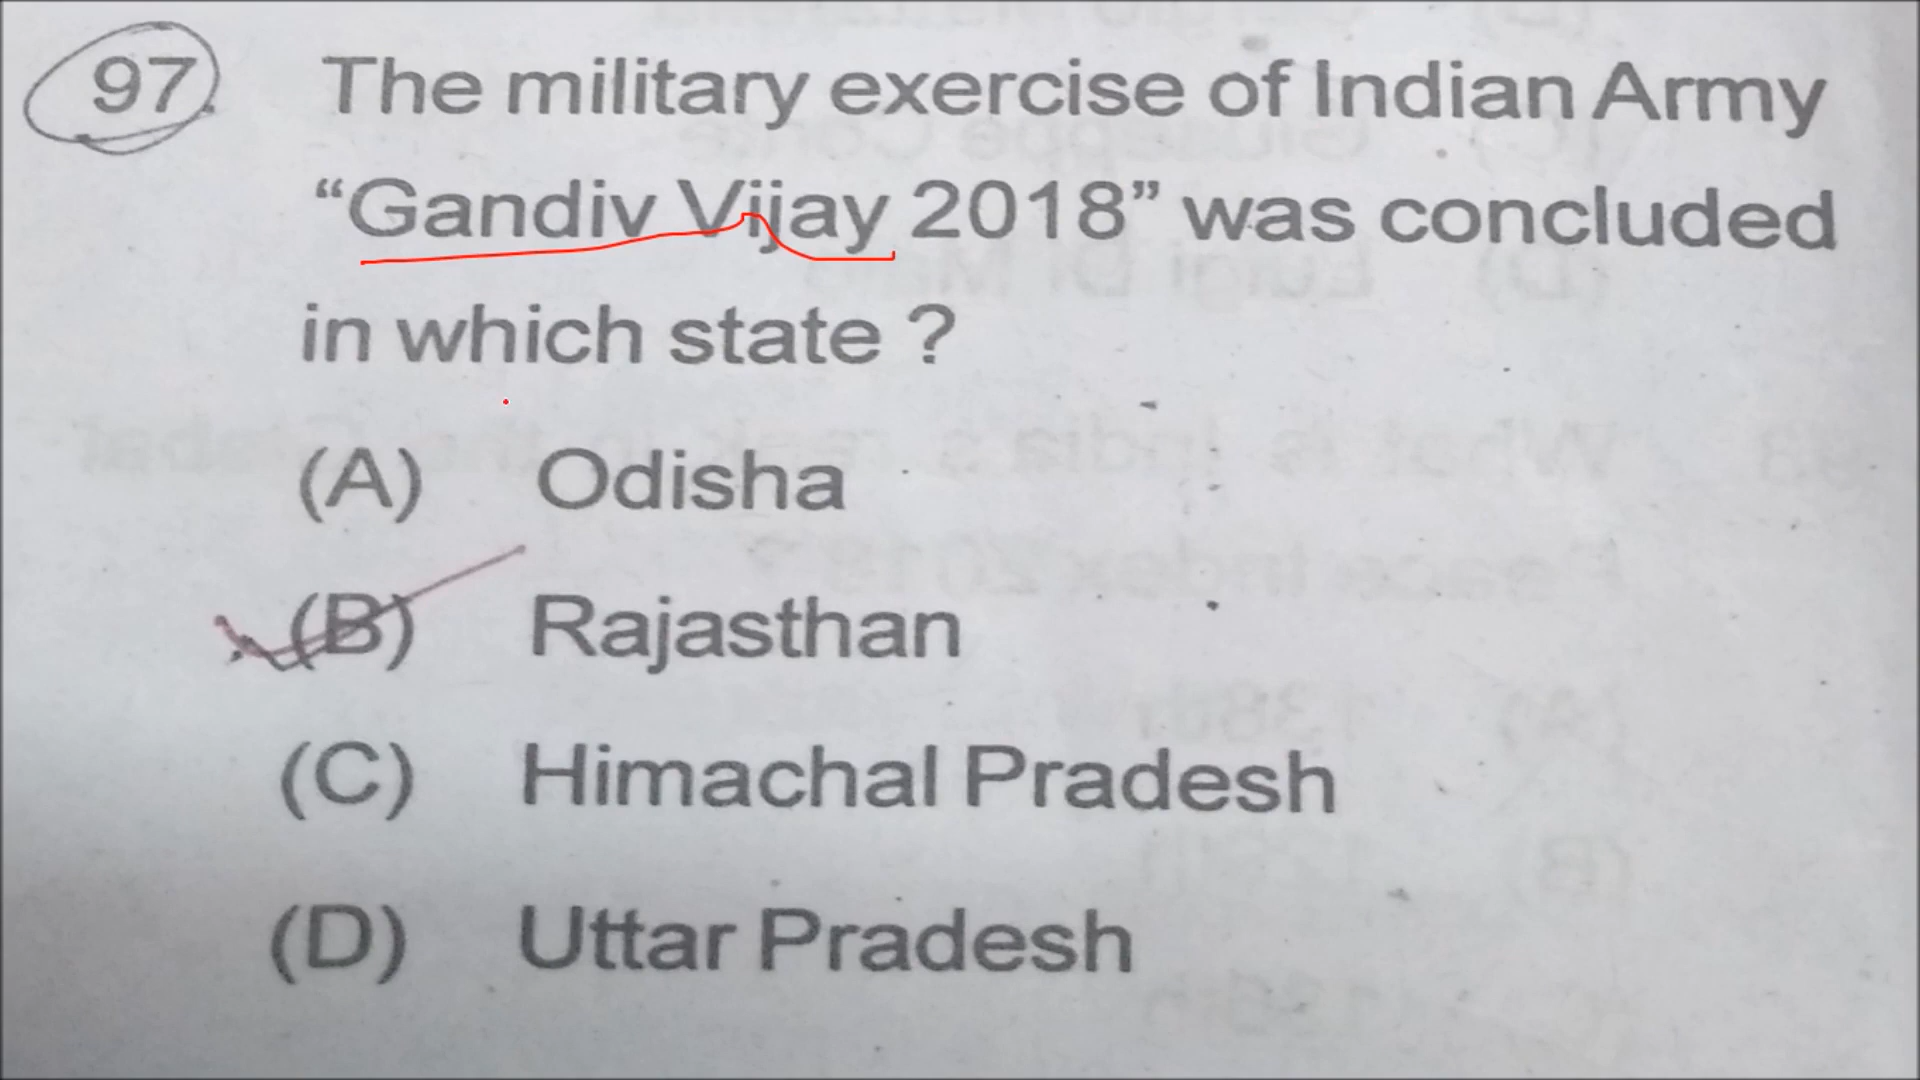 97. The military exercise of Indian Army
“Gandiv Vijay 2018” was concluded
in which state ?
(A) Odisha
(B) Rajasthan
(C) Himachal Pradesh
(D) Uttar Pradesh